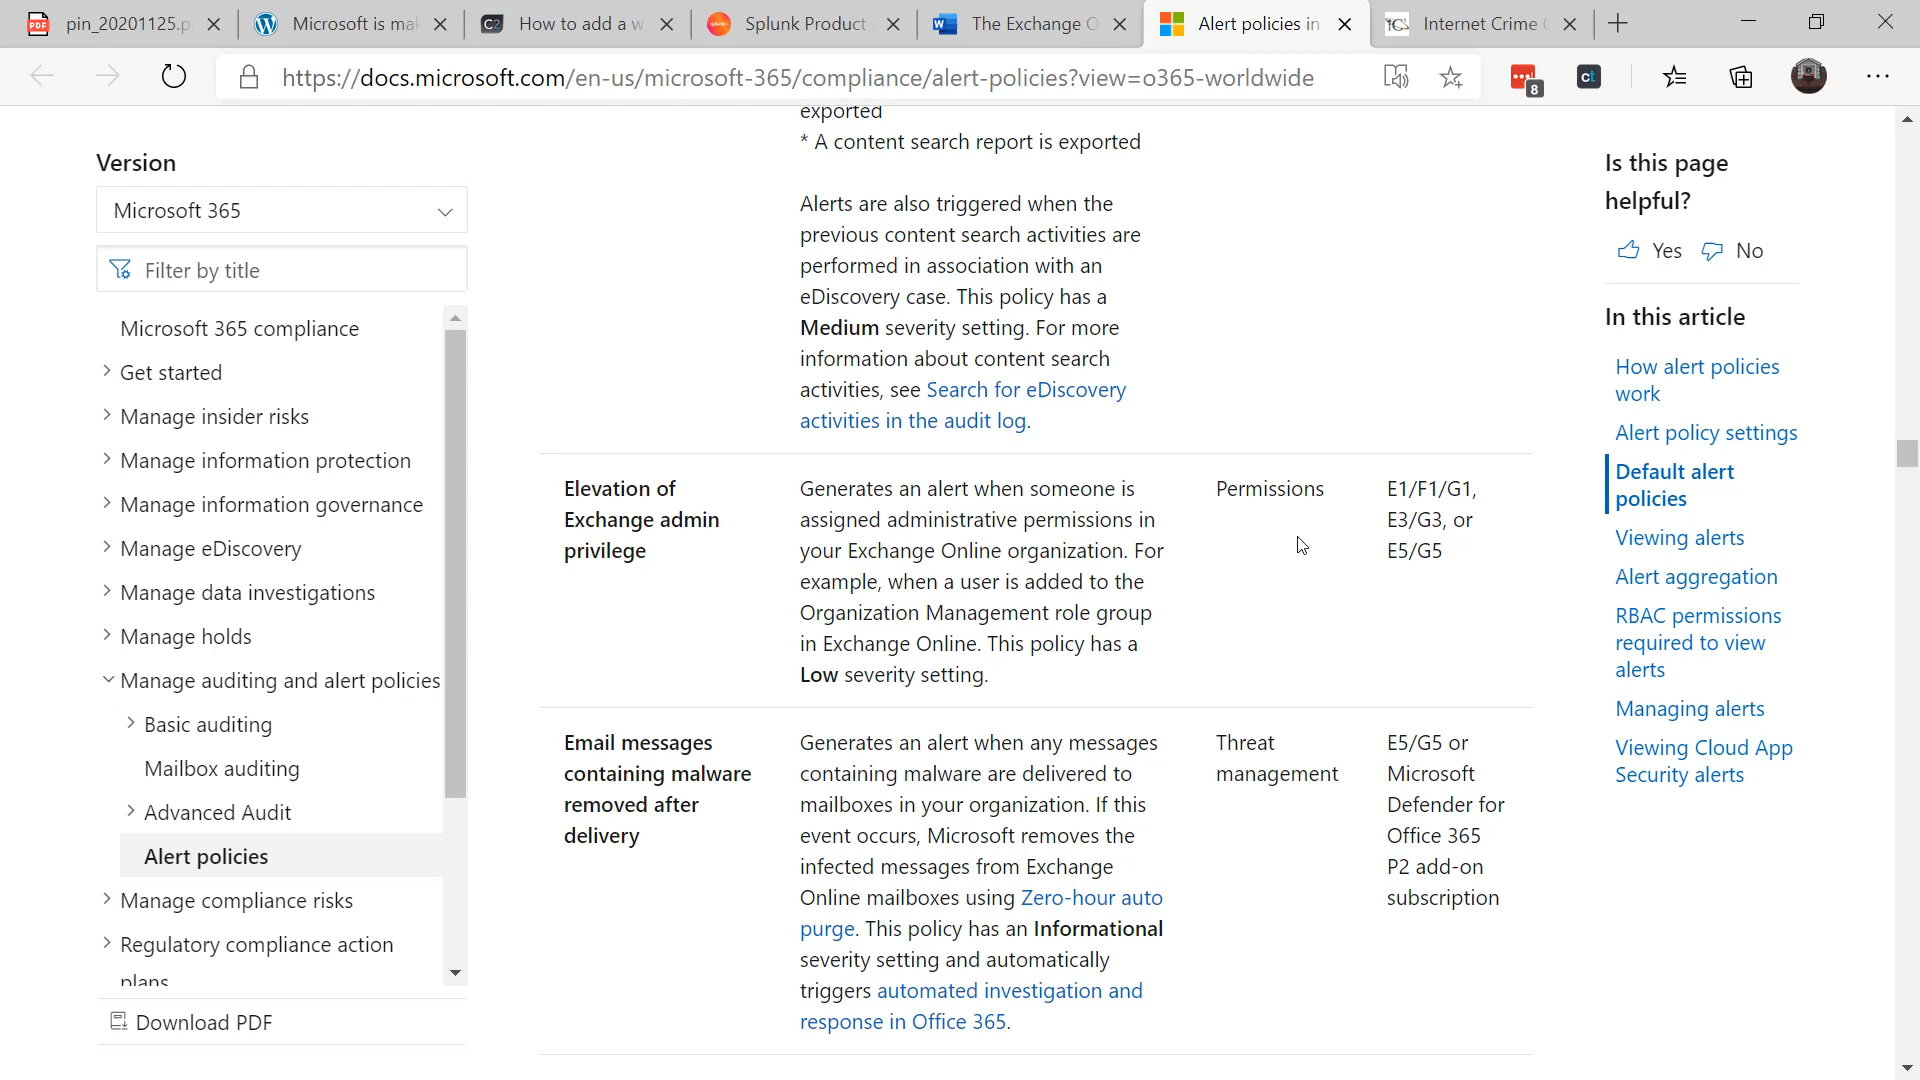 pin_20201125.p
Microsoft is mal
How to add a w
Splunk Product
The Exchange O
Alert policies in
Internet Crime C
https://docs.microsoft.com/en-us/microsoft-365/compliance/alert-policies?view=o365-worldwide
8
ct
Version
Microsoft 365
Filter by title
Microsoft 365 compliance
Get started
Manage insider risks
Manage information protection
Manage information governance
Manage eDiscovery
Manage data investigations
Manage holds
Manage auditing and alert policies
Basic auditing
Mailbox auditing
Advanced Audit
Alert policies
Manage compliance risks
Regulatory compliance action
plans
Download PDF
exported
* A content search report is exported
Alerts are also triggered when the
previous content search activities are
performed in association with an
eDiscovery case. This policy has a
Medium severity setting. For more
information about content search
activities, see Search for eDiscovery
activities in the audit log.
Elevation of
Exchange admin
privilege
Generates an alert when someone is
assigned administrative permissions in
your Exchange Online organization. For
example, when a user is added to the
Organization Management role group
in Exchange Online. This policy has a
Low severity setting.
Permissions
E1/F1/G1,
E3/G3, or
E5/G5
Email messages
containing malware
removed after
delivery
Generates an alert when any messages
containing malware are delivered to
mailboxes in your organization. If this
event occurs, Microsoft removes the
infected messages from Exchange
Online mailboxes using Zero-hour auto
purge. This policy has an Informational
severity setting and automatically
triggers automated investigation and
response in Office 365.
Threat
management
E5/G5 or
Microsoft
Defender for
Office 365
P2 add-on
subscription
Is this page
helpful?
Yes
No
In this article
How alert policies
work
Alert policy settings
Default alert
policies
Viewing alerts
Alert aggregation
RBAC permissions
required to view
alerts
Managing alerts
Viewing Cloud App
Security alerts